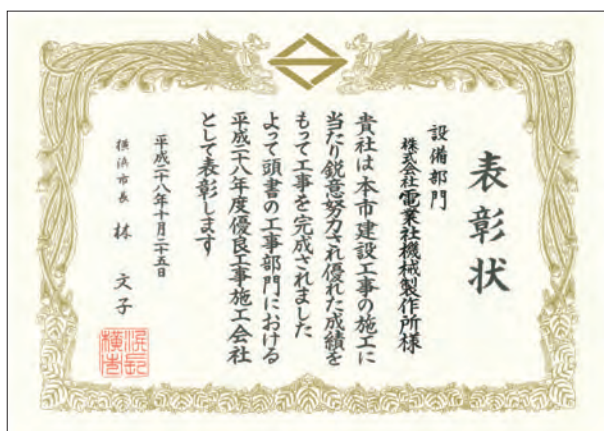 表彰状
設備部門
株式会社電業社機械製作所様
貴社は本市建設工事の施工に
当たり鋭意努力され優れた成績を
もって工事を完成されました
よって頭書の工事部門における
平成二十八年度優良工事施工会社
として表彰します
平成二十八年十月二十五日
横浜市長 林 文子